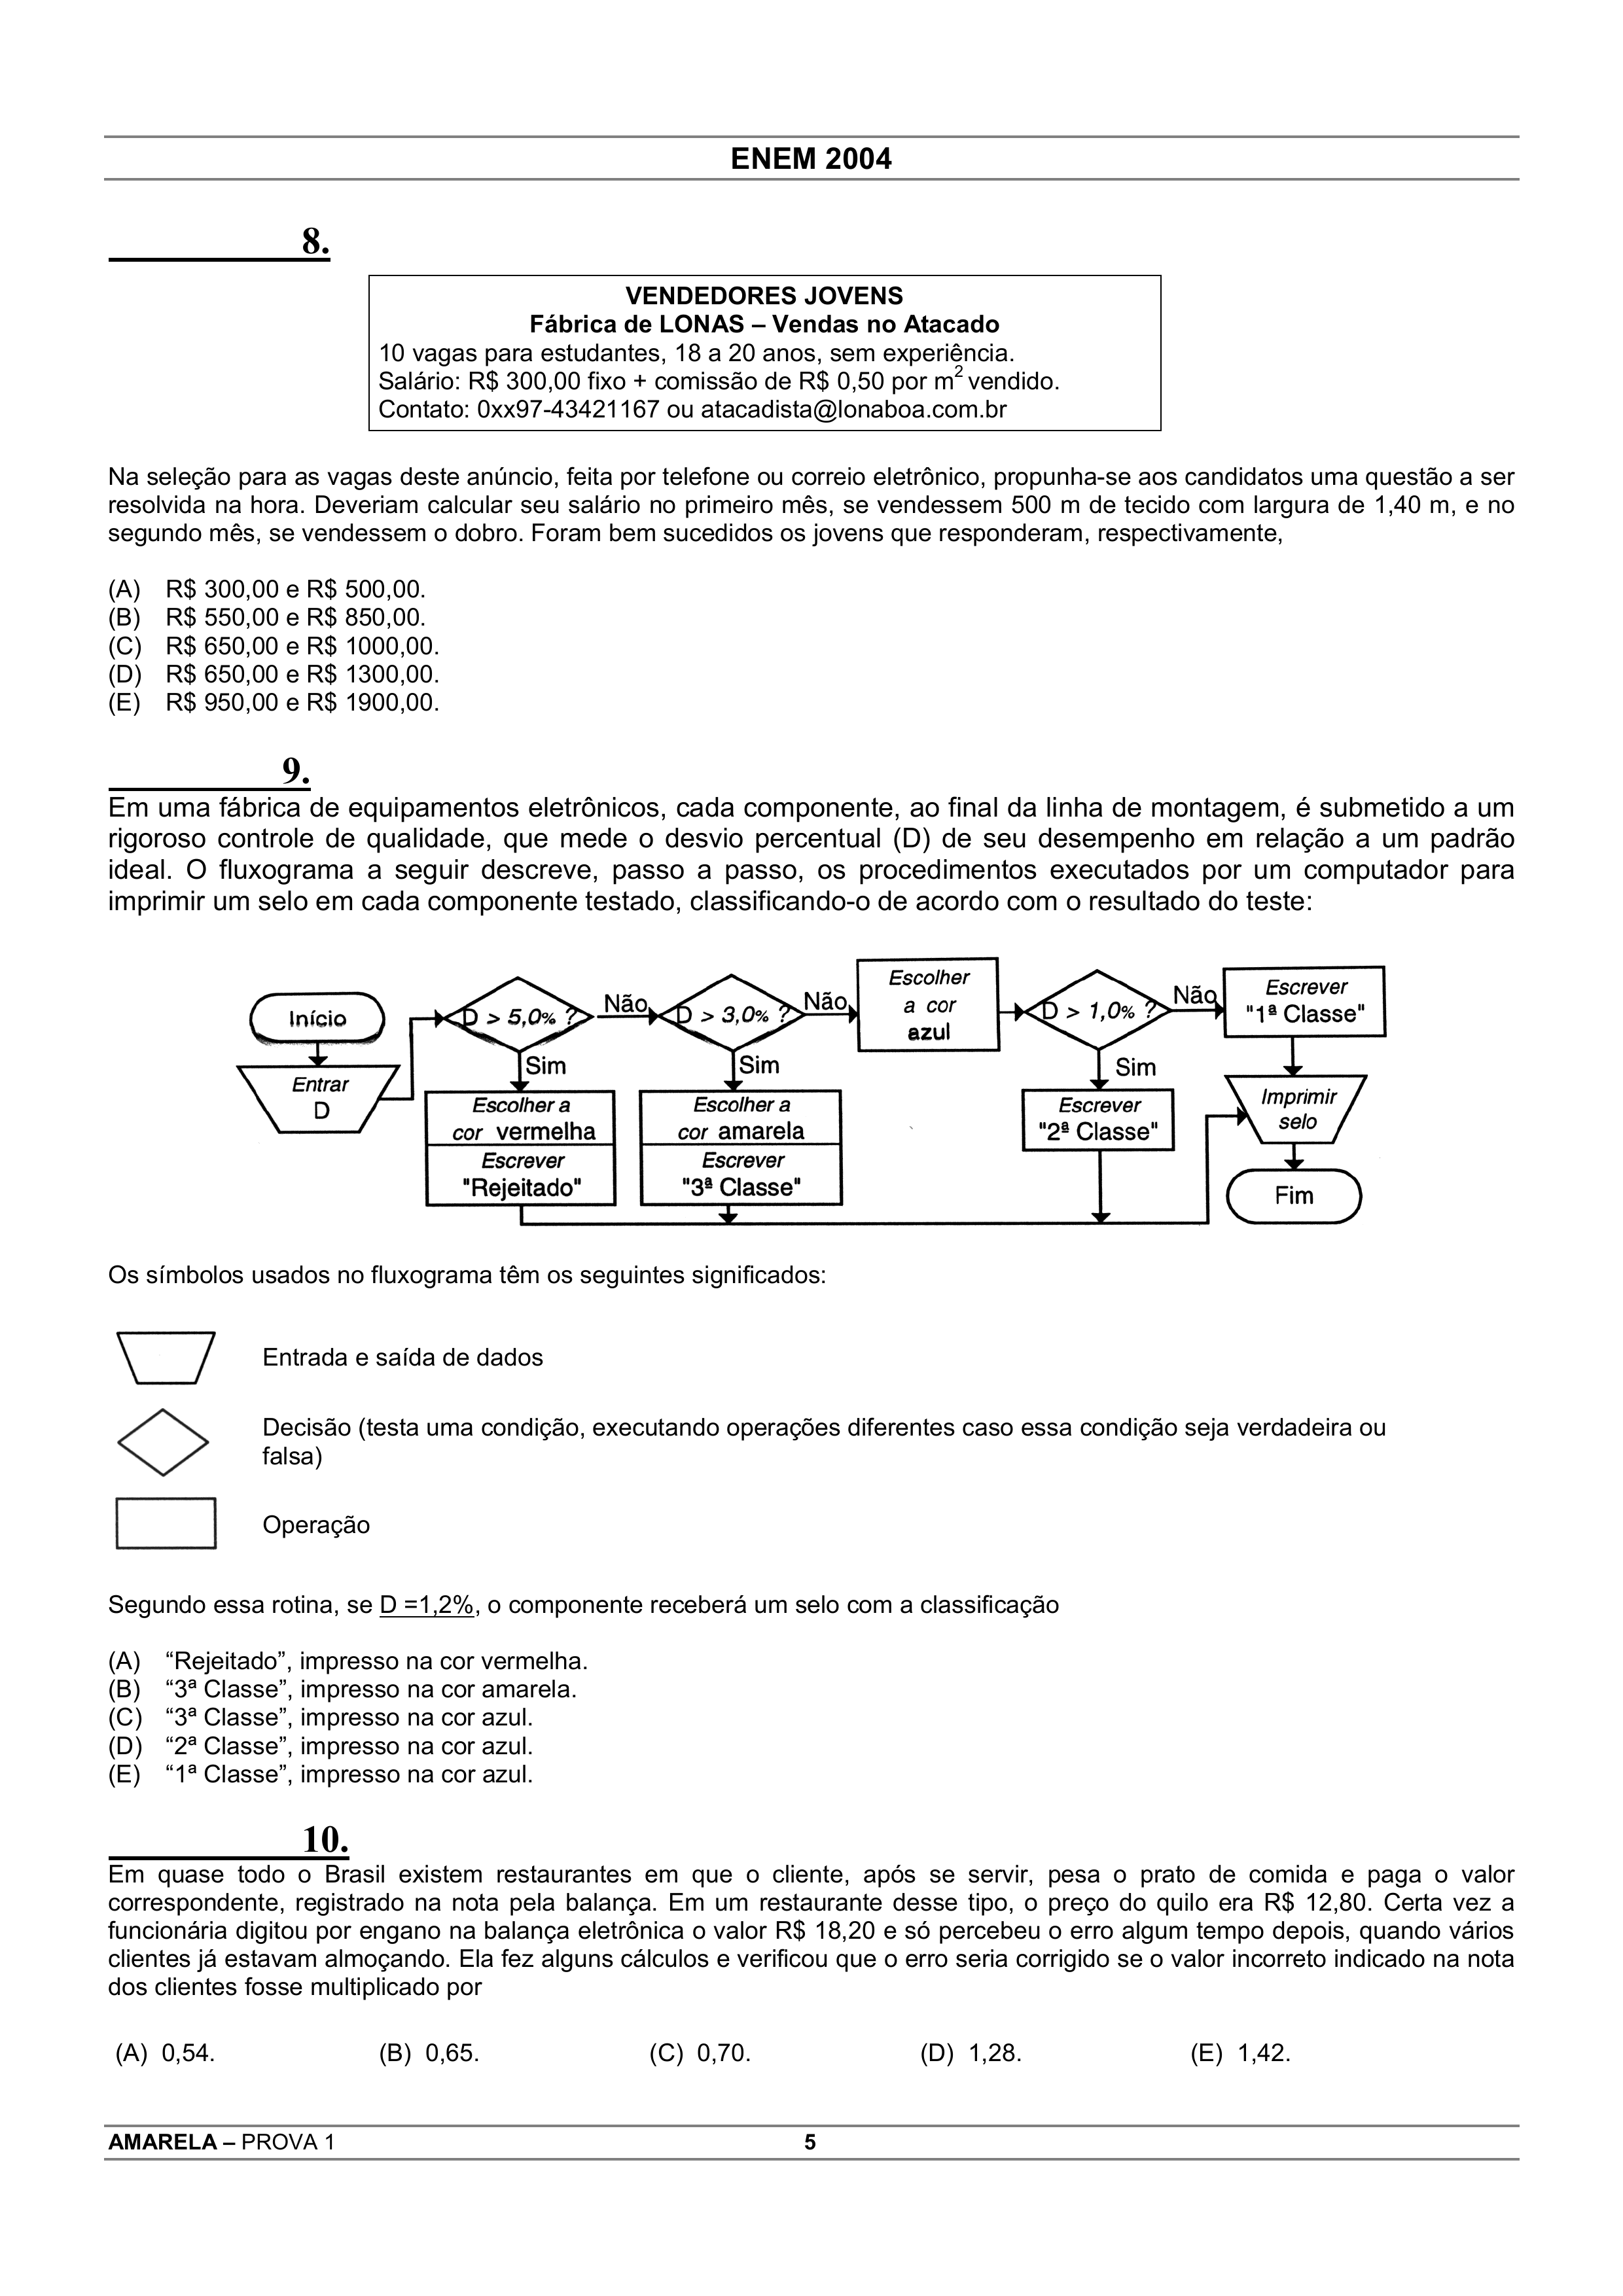 ENEM 2004
8.
VENDEDORES JOVENS
Fábrica de LONAS – Vendas no Atacado
10 vagas para estudantes, 18 a 20 anos, sem experiência.
Salário: R$ 300,00 fixo + comissão de R$ 0,50 por m² vendido.
Contato: 0xx97-43421167 ou atacadista@lonaboa.com.br
Na seleção para as vagas deste anúncio, feita por telefone ou correio eletrônico, propunha-se aos candidatos uma questão a ser
resolvida na hora. Deveriam calcular seu salário no primeiro mês, se vendessem 500 m de tecido com largura de 1,40 m, e no
segundo mês, se vendessem o dobro. Foram bem sucedidos os jovens que responderam, respectivamente,
(A) R$ 300,00 e R$ 500,00.
(B) R$ 550,00 e R$ 850,00.
(C) R$ 650,00 e R$ 1000,00.
(D) R$ 650,00 e R$ 1300,00.
(E) R$ 950,00 e R$ 1900,00.
9.
Em uma fábrica de equipamentos eletrônicos, cada componente, ao final da linha de montagem, é submetido a um
rigoroso controle de qualidade, que mede o desvio percentual (D) de seu desempenho em relação a um padrão
ideal. O fluxograma a seguir descreve, passo a passo, os procedimentos executados por um computador para
imprimir um selo em cada componente testado, classificando-o de acordo com o resultado do teste:
Início
Entrar
D
D > 5,0% ?
Não
Sim
Escolher a
cor vermelha
Escrever
"Rejeitado"
D > 3,0% ?
Não
Sim
Escolher a
cor amarela
Escrever
"3ª Classe"
Escolher
a cor
azul
D > 1,0% ?
Não
Sim
Escrever
"2ª Classe"
Escrever
"1ª Classe"
Imprimir
selo
Fim
Os símbolos usados no fluxograma têm os seguintes significados:
Entrada e saída de dados
Decisão (testa uma condição, executando operações diferentes caso essa condição seja verdadeira ou
falsa)
Operação
Segundo essa rotina, se D =1,2%, o componente receberá um selo com a classificação
(A) “Rejeitado”, impresso na cor vermelha.
(B) “3ª Classe”, impresso na cor amarela.
(C) “3ª Classe”, impresso na cor azul.
(D) “2ª Classe”, impresso na cor azul.
(E) “1ª Classe”, impresso na cor azul.
10.
Em quase todo o Brasil existem restaurantes em que o cliente, após se servir, pesa o prato de comida e paga o valor
correspondente, registrado na nota pela balança. Em um restaurante desse tipo, o preço do quilo era R$ 12,80. Certa vez a
funcionária digitou por engano na balança eletrônica o valor R$ 18,20 e só percebeu o erro algum tempo depois, quando vários
clientes já estavam almoçando. Ela fez alguns cálculos e verificou que o erro seria corrigido se o valor incorreto indicado na nota
dos clientes fosse multiplicado por
(A) 0,54. (B) 0,65. (C) 0,70. (D) 1,28. (E) 1,42.
AMARELA – PROVA 1 5